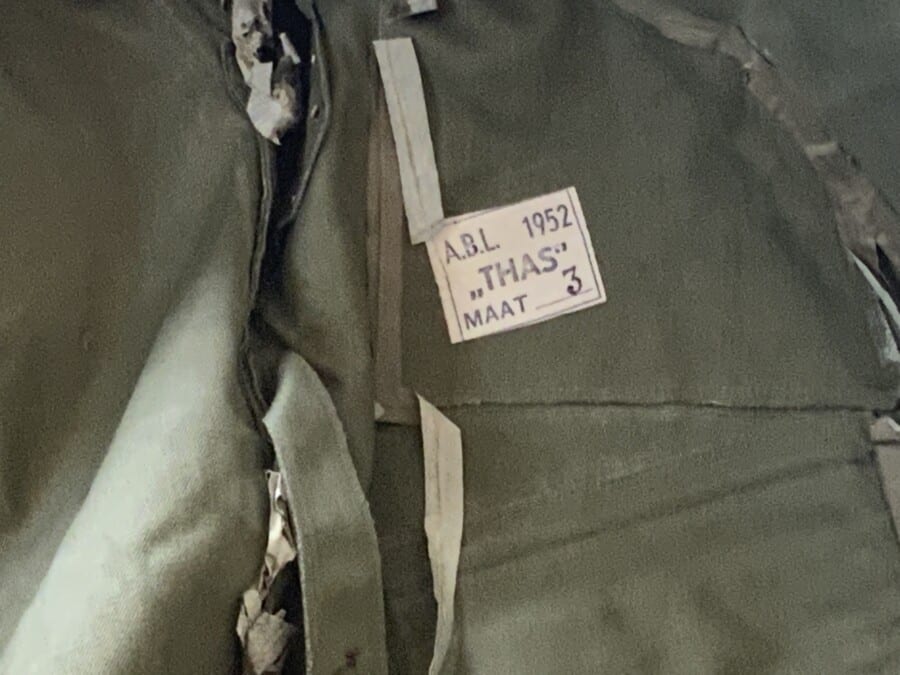 A.B.L. 1952
„THAS“
MAAT 3